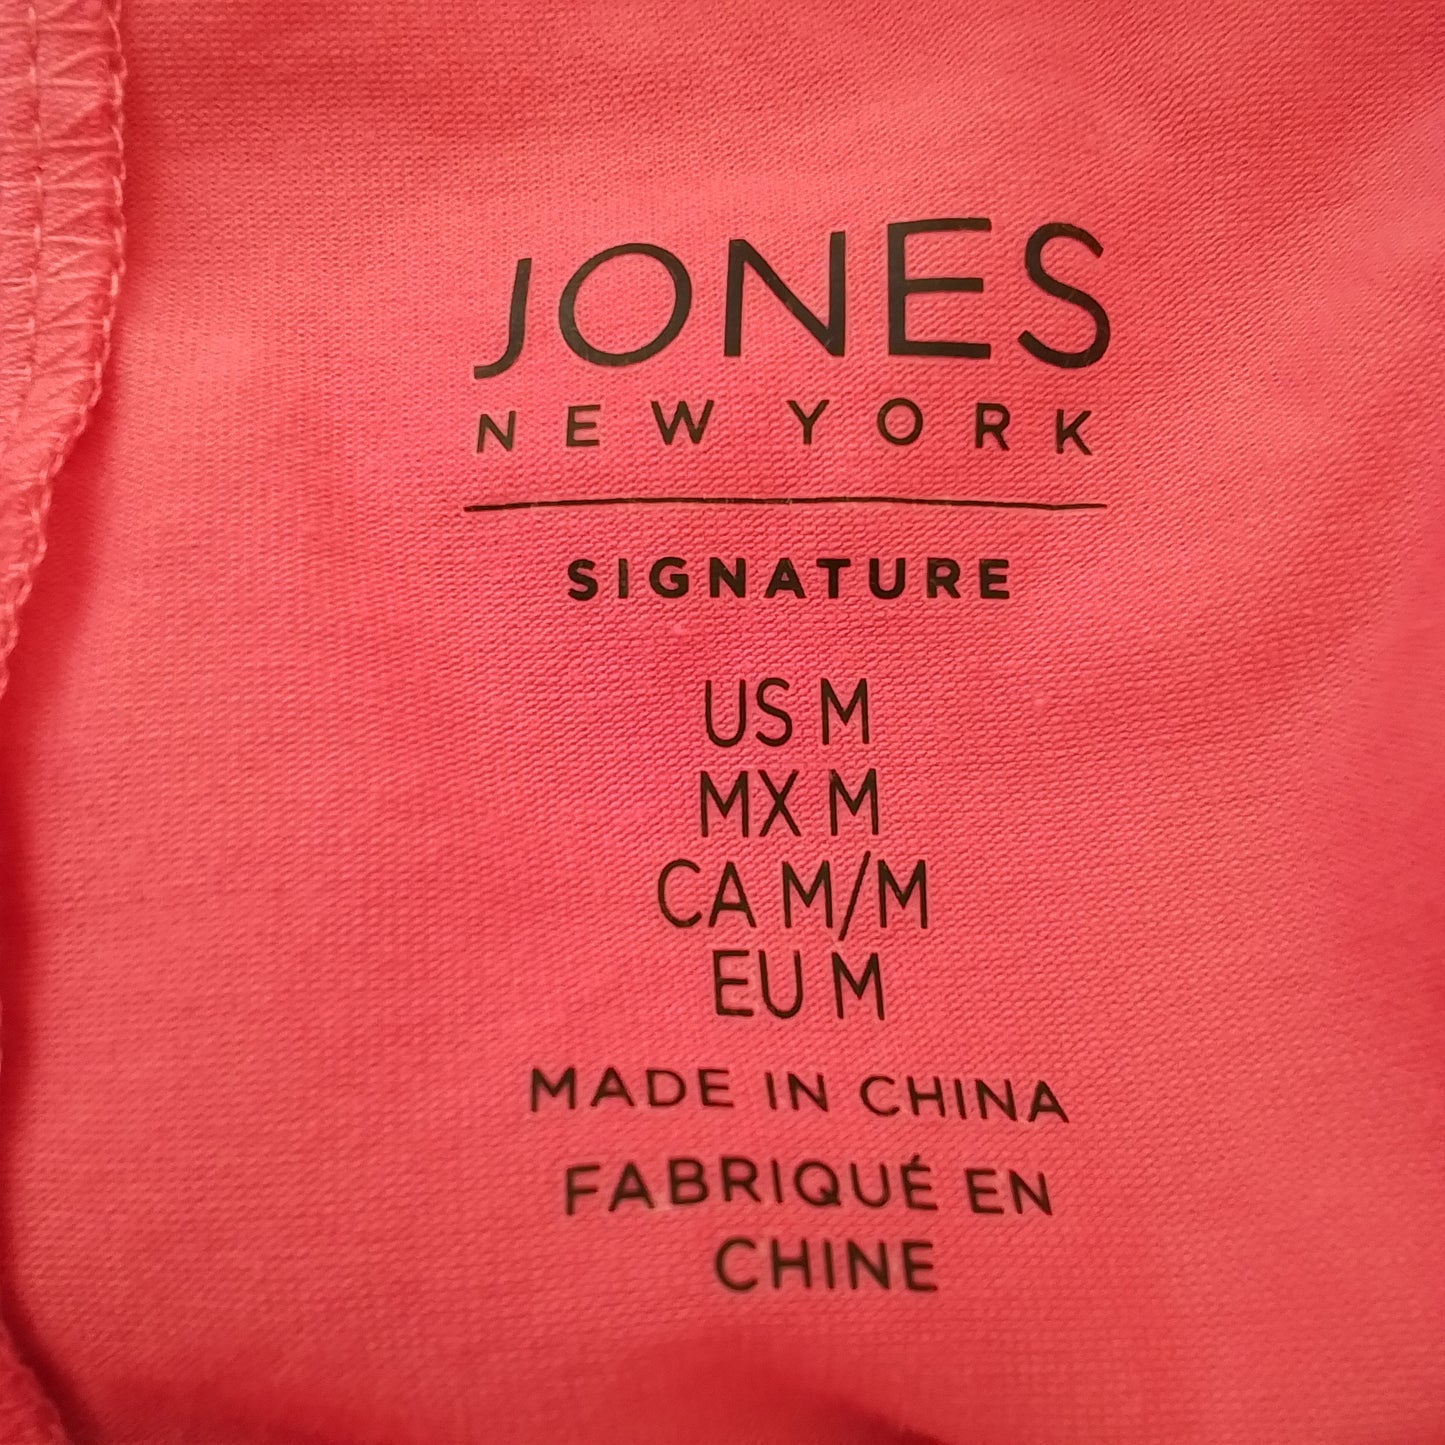 JONES
NEW YORK
SIGNATURE
US M
MX M
CA M/M
EU M
MADE IN CHINA
FABRIQUÉ EN
CHINE